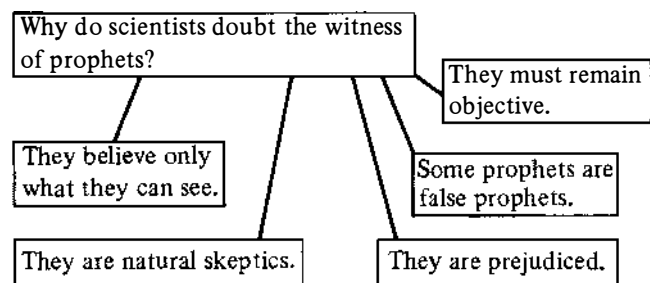 Why do scientists doubt the witness
of prophets?
They must remain
objective.
They believe only
what they can see.
Some prophets are
false prophets.
They are natural skeptics.
They are prejudiced.